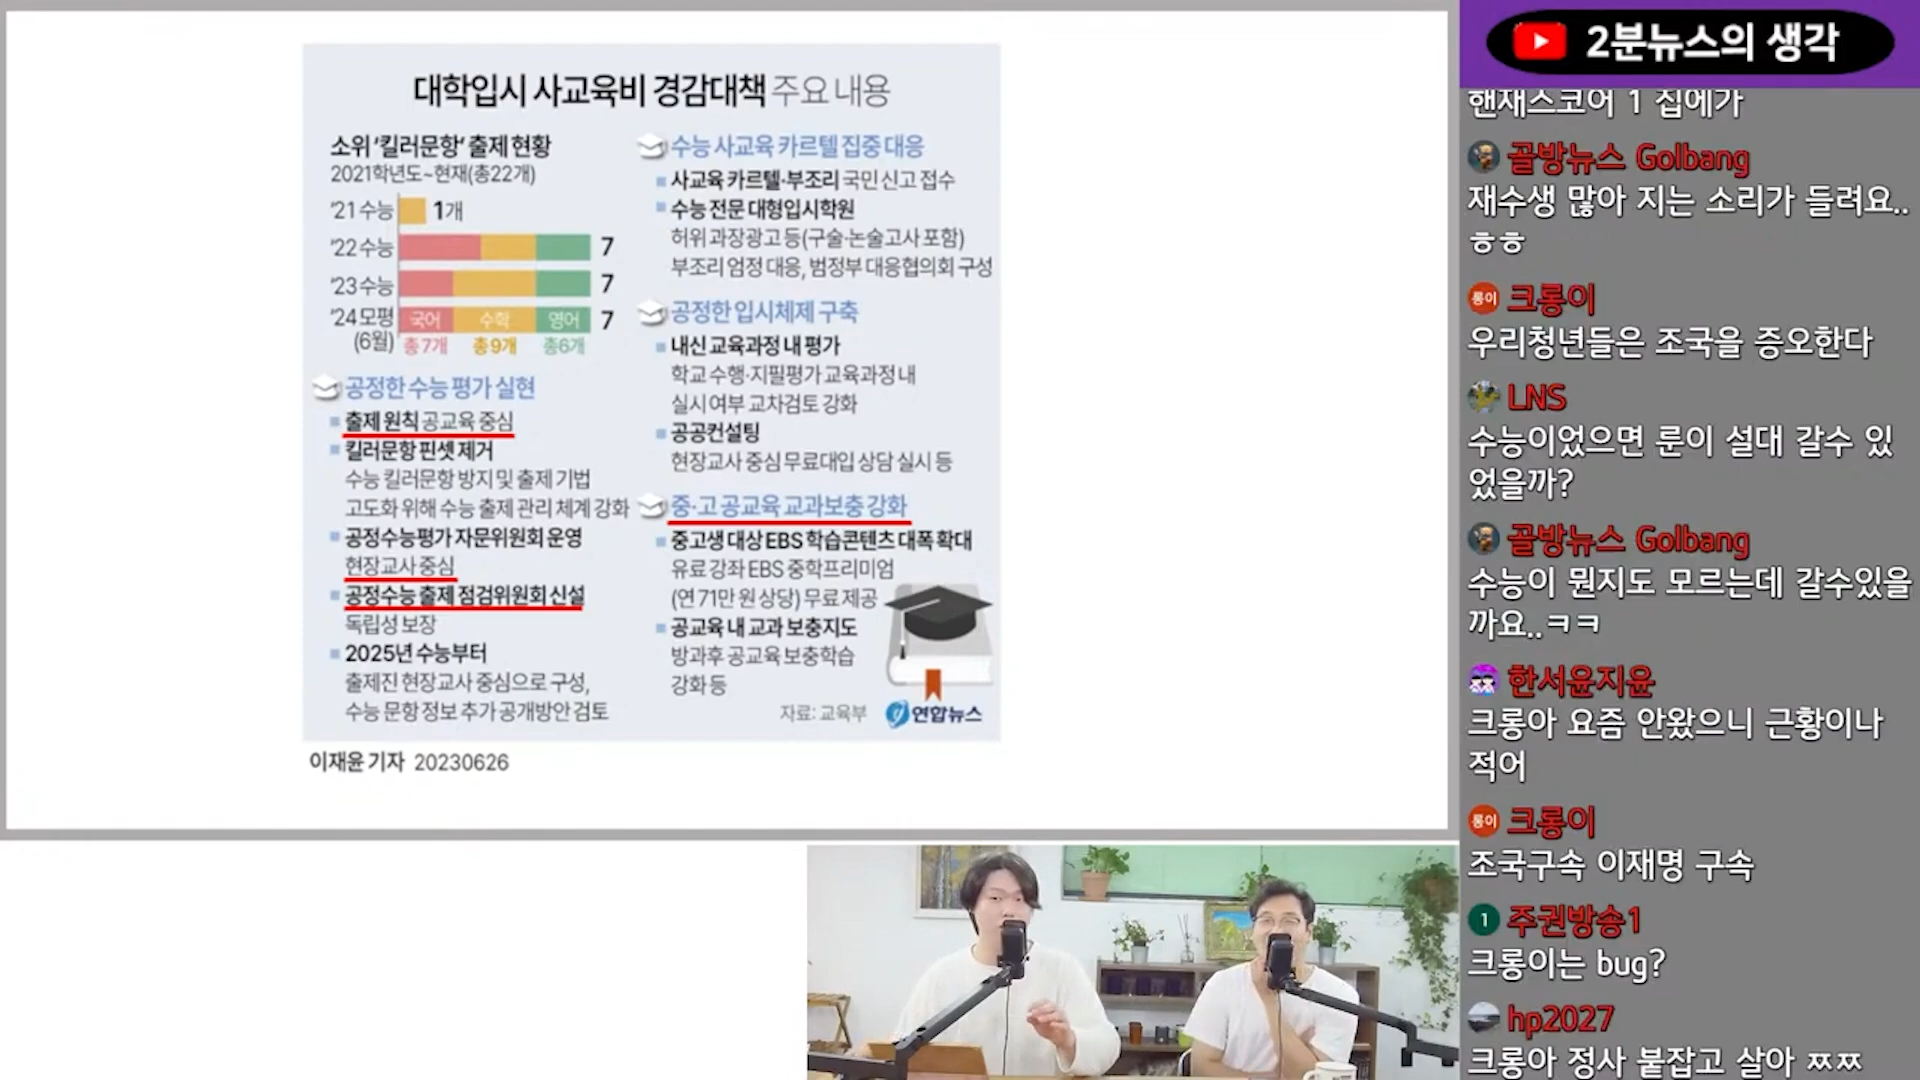 대학입시 사교육비 경감대책 주요 내용
소위 '킬러문항' 출제 현황
2021학년도~현재(총22개)
'21 수능 1개
'22 수능 7
'23 수능 7
'24 모평 국어 수학 영어 7
(6월) 총7개 총9개 총6개
공정한 수능 평가 실현
출제 원칙 공교육 중심
킬러문항 핀셋 제거
수능 킬러문항 방지 및 출제 기법
고도화 위해 수능 출제 관리 체계 강화
공정수능평가 자문위원회 운영
현장교사 중심
공정수능 출제 점검위원회 신설
독립성 보장
2025년 수능부터
출제진 현장교사 중심으로 구성,
수능 문항 정보 추가 공개방안 검토
수능 사교육 카르텔 집중 대응
사교육 카르텔·부조리 국민 신고 접수
수능 전문 대형입시학원
허위 과장광고 등(구술·논술고사 포함)
부조리 엄정 대응, 범정부 대응협의회 구성
공정한 입시체제 구축
내신 교육과정 내 평가
학교 수행·지필평가 교육과정 내
실시 여부 교차검토 강화
공공컨설팅
현장교사 중심 무료대입 상담 실시 등
중·고 공교육 교과보충 강화
중고생 대상 EBS 학습콘텐츠 대폭 확대
유료 강좌 EBS 중학프리미엄
(연 71만 원 상당) 무료 제공
공교육 내 교과 보충지도
방과후 공교육 보충학습
강화 등
자료: 교육부 연합뉴스
이재윤 기자 20230626
2분뉴스의 생각
핸재스코어 1 집에가
골방뉴스 Golbang
재수생 많아 지는 소리가 들려요..
ㅎㅎ
롱이 크롱이
우리청년들은 조국을 증오한다
LNS
수능이었으면 룬이 설대 갈수 있
었을까?
골방뉴스 Golbang
수능이 뭔지도 모르는데 갈수있을
까요..ㅋㅋ
한서윤지윤
크롱아 요즘 안왔으니 근황이나
적어
롱이 크롱이
조국구속 이재명 구속
1 주권방송1
크롱이는 bug?
hp2027
크롱아 정사 붙잡고 살아 ㅉㅉ